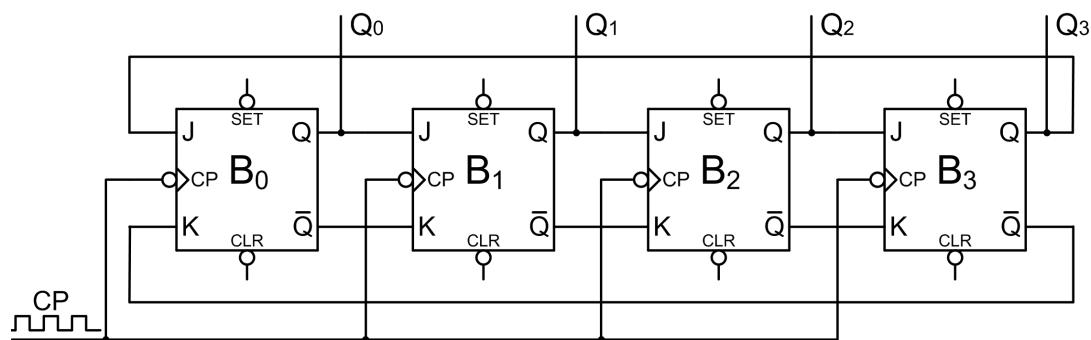 Q0 Q1 Q2 Q3
SET SET SET SET
J Q J Q J Q J Q
CP B0 CP B1 CP B2 CP B3
K Q̅ K Q̅ K Q̅ K Q̅
CLR CLR CLR CLR
CP